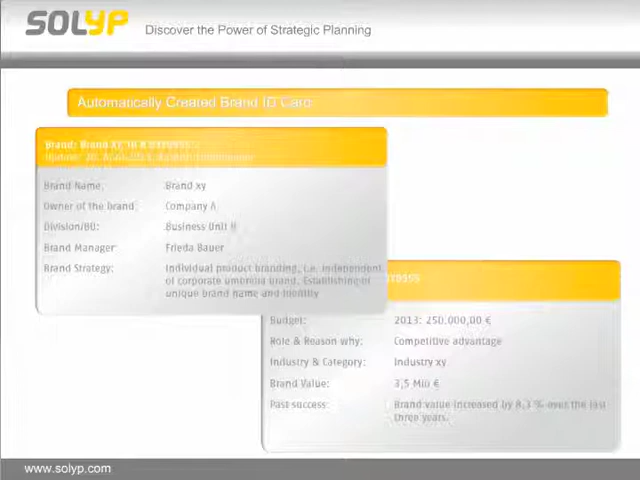 SOLYP
Discover the Power of Strategic Planning
Automatically Created Brand ID Card
Brand: Brand xy,
Brand Name: Brand xy
Owner of the brand: Company A
Division/BU: Business Unit II
Brand Manager: Frieda Bauer
Brand Strategy: Individual product branding, i.e. independent
of corporate umbrella brand. Establishing of
unique brand name and identity
Budget: 2013: 250.000,00 €
Role & Reason why: Competitive advantage
Industry & Category: Industry xy
Brand Value: 3,5 Mio €
Past success: Brand value increased by 8,3 % over the last
three years.
www.solyp.com